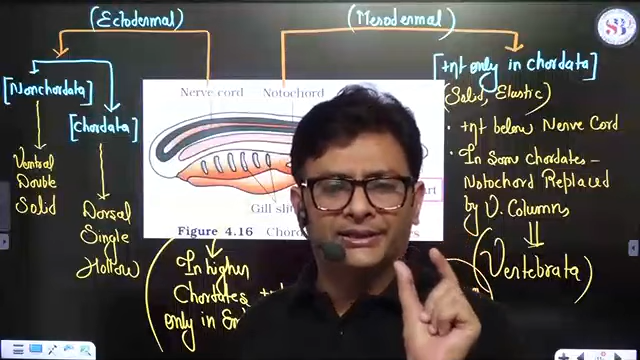 (Ectodermal)
(Mesodermal)
[Nonchordata]
[Chordata]
Ventral
Double
Solid
Dorsal
Single
Hollow
Nerve cord
Notochord
Gill
Figure 4.16
In higher
Chordates
only in
[+nt only in chordata]
(Solid, Elastic)
• +nt below Nerve Cord
• In Some Chordates –
Notochord Replaced
by V. Columns
(Vertebrata)